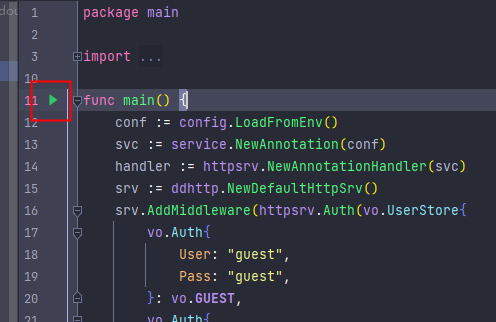 dou
1 package main
2
3 import ...
10
11 func main() {
12 conf := config.LoadFromEnv()
13 svc := service.NewAnnotation(conf)
14 handler := httpsrv.NewAnnotationHandler(svc)
15 srv := ddhttp.NewDefaultHttpSrv()
16 srv.AddMiddleware(httpsrv.Auth(vo.UserStore{
17 vo.Auth{
18 User: "guest",
19 Pass: "guest",
20 }: vo.GUEST,
21 vo.Auth{